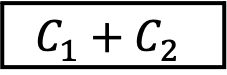 C₁ + C₂